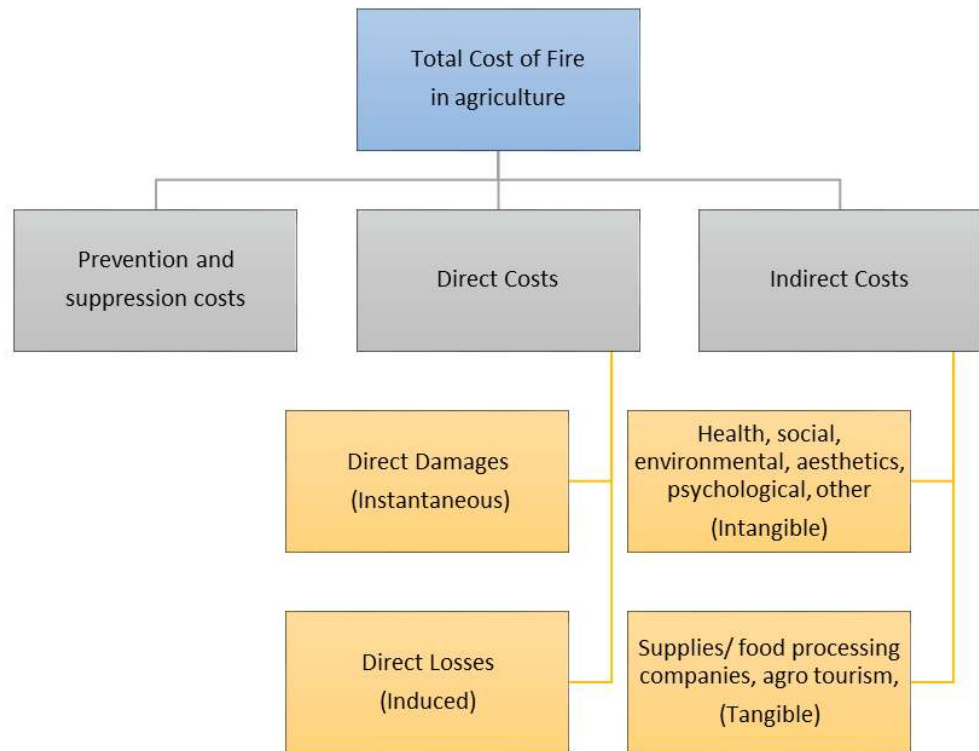 Total Cost of Fire
in agriculture
Prevention and
suppression costs
Direct Costs
Indirect Costs
Direct Damages
(Instantaneous)
Health, social,
environmental, aesthetics,
psychological, other
(Intangible)
Direct Losses
(Induced)
Supplies/ food processing
companies, agro tourism,
(Tangible)